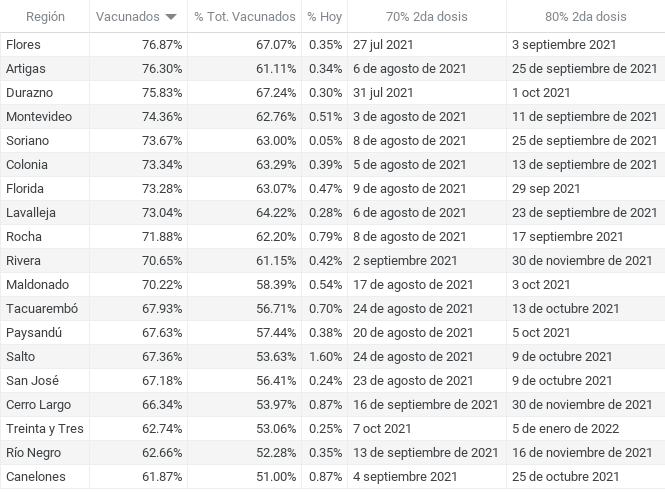 Región Vacunados % Tot. Vacunados % Hoy 70% 2da dosis 80% 2da dosis
Flores 76.87% 67.07% 0.35% 27 jul 2021 3 septiembre 2021
Artigas 76.30% 61.11% 0.34% 6 de agosto de 2021 25 de septiembre de 2021
Durazno 75.83% 67.24% 0.30% 31 jul 2021 1 oct 2021
Montevideo 74.36% 62.76% 0.51% 3 de agosto de 2021 11 de septiembre de 2021
Soriano 73.67% 63.00% 0.05% 8 de agosto de 2021 25 de septiembre de 2021
Colonia 73.34% 63.29% 0.39% 5 de agosto de 2021 13 de septiembre de 2021
Florida 73.28% 63.07% 0.47% 9 de agosto de 2021 29 sep 2021
Lavalleja 73.04% 64.22% 0.28% 6 de agosto de 2021 23 de septiembre de 2021
Rocha 71.88% 62.20% 0.79% 8 de agosto de 2021 17 septiembre 2021
Rivera 70.65% 61.15% 0.42% 2 septiembre 2021 30 de noviembre de 2021
Maldonado 70.22% 58.39% 0.54% 17 de agosto de 2021 3 oct 2021
Tacuarembó 67.93% 56.71% 0.70% 24 de agosto de 2021 13 de octubre 2021
Paysandú 67.63% 57.44% 0.38% 20 de agosto de 2021 5 oct 2021
Salto 67.36% 53.63% 1.60% 24 de agosto de 2021 9 de octubre 2021
San José 67.18% 56.41% 0.24% 23 de agosto de 2021 9 de octubre 2021
Cerro Largo 66.34% 53.97% 0.87% 16 de septiembre de 2021 30 de noviembre de 2021
Treinta y Tres 62.74% 53.06% 0.25% 7 oct 2021 5 de enero de 2022
Río Negro 62.66% 52.28% 0.35% 13 de septiembre de 2021 16 de noviembre de 2021
Canelones 61.87% 51.00% 0.87% 4 septiembre 2021 25 de octubre 2021